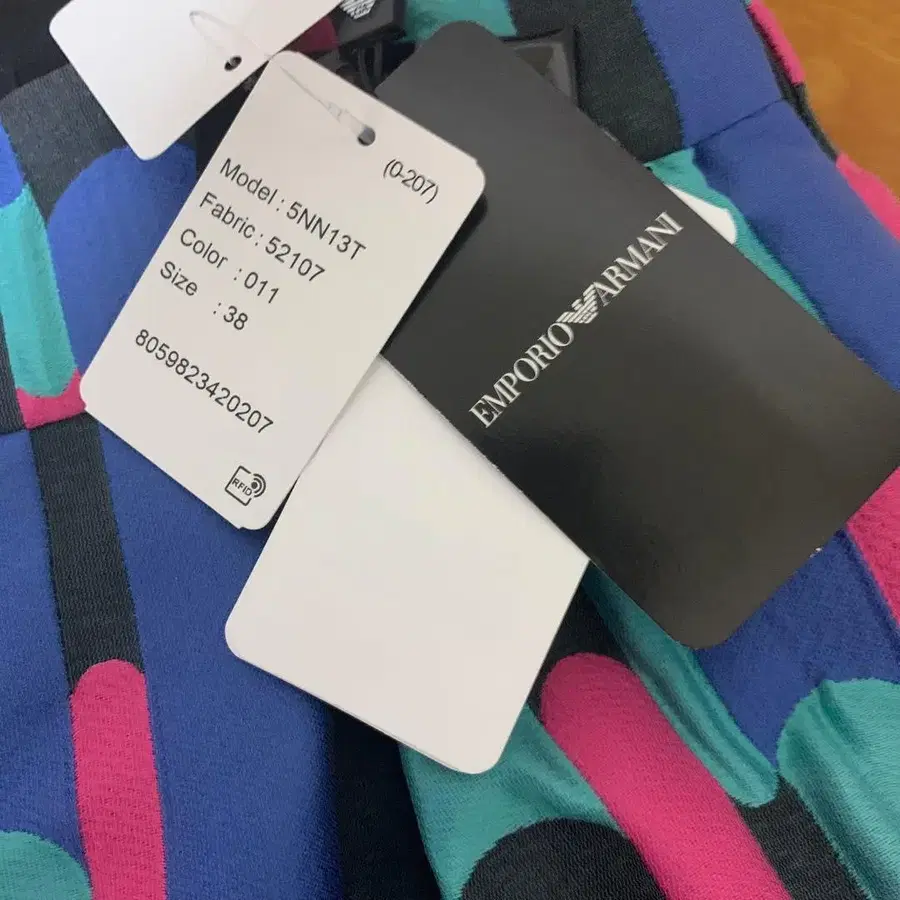 (0-207)
Model : 5NN13T
Fabric : 52107
Color : 011
Size : 38
8059823420207
RFID
EMPORIO ARMANI